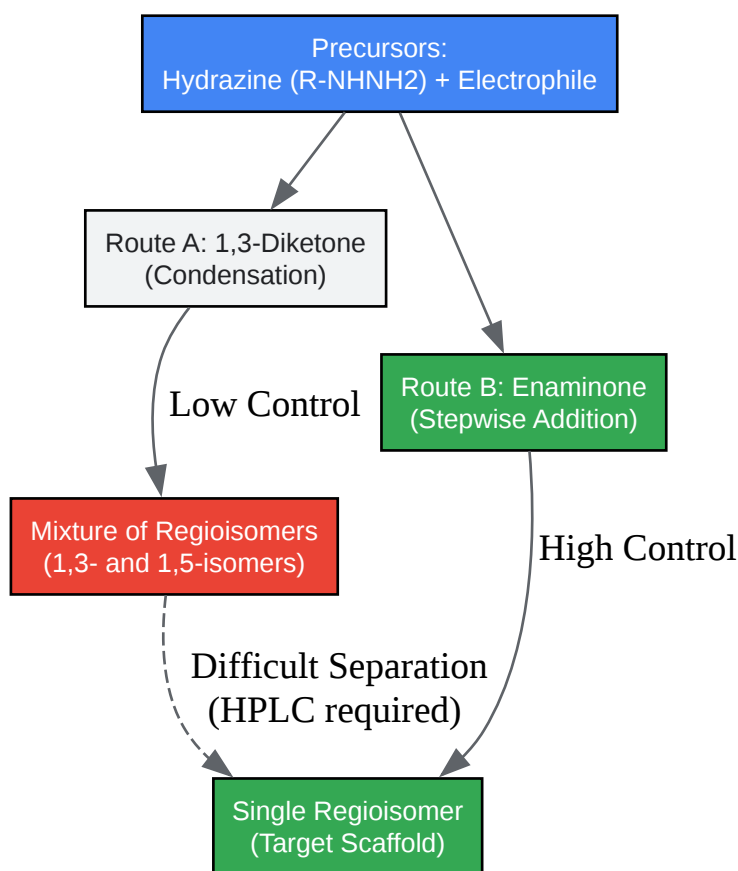 Precursors:
Hydrazine (R-NHNH2) + Electrophile
Route A: 1,3-Diketone
(Condensation)
Route B: Enaminone
(Stepwise Addition)
Low Control
Mixture of Regioisomers
(1,3- and 1,5-isomers)
High Control
Difficult Separation
(HPLC required)
Single Regioisomer
(Target Scaffold)